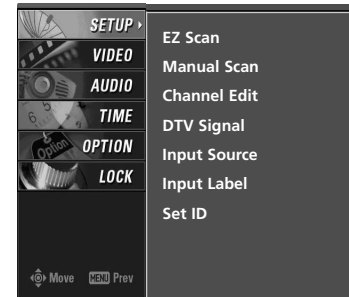 SETUP
VIDEO
AUDIO
TIME
OPTION
LOCK
Move MENU Prev
EZ Scan
Manual Scan
Channel Edit
DTV Signal
Input Source
Input Label
Set ID